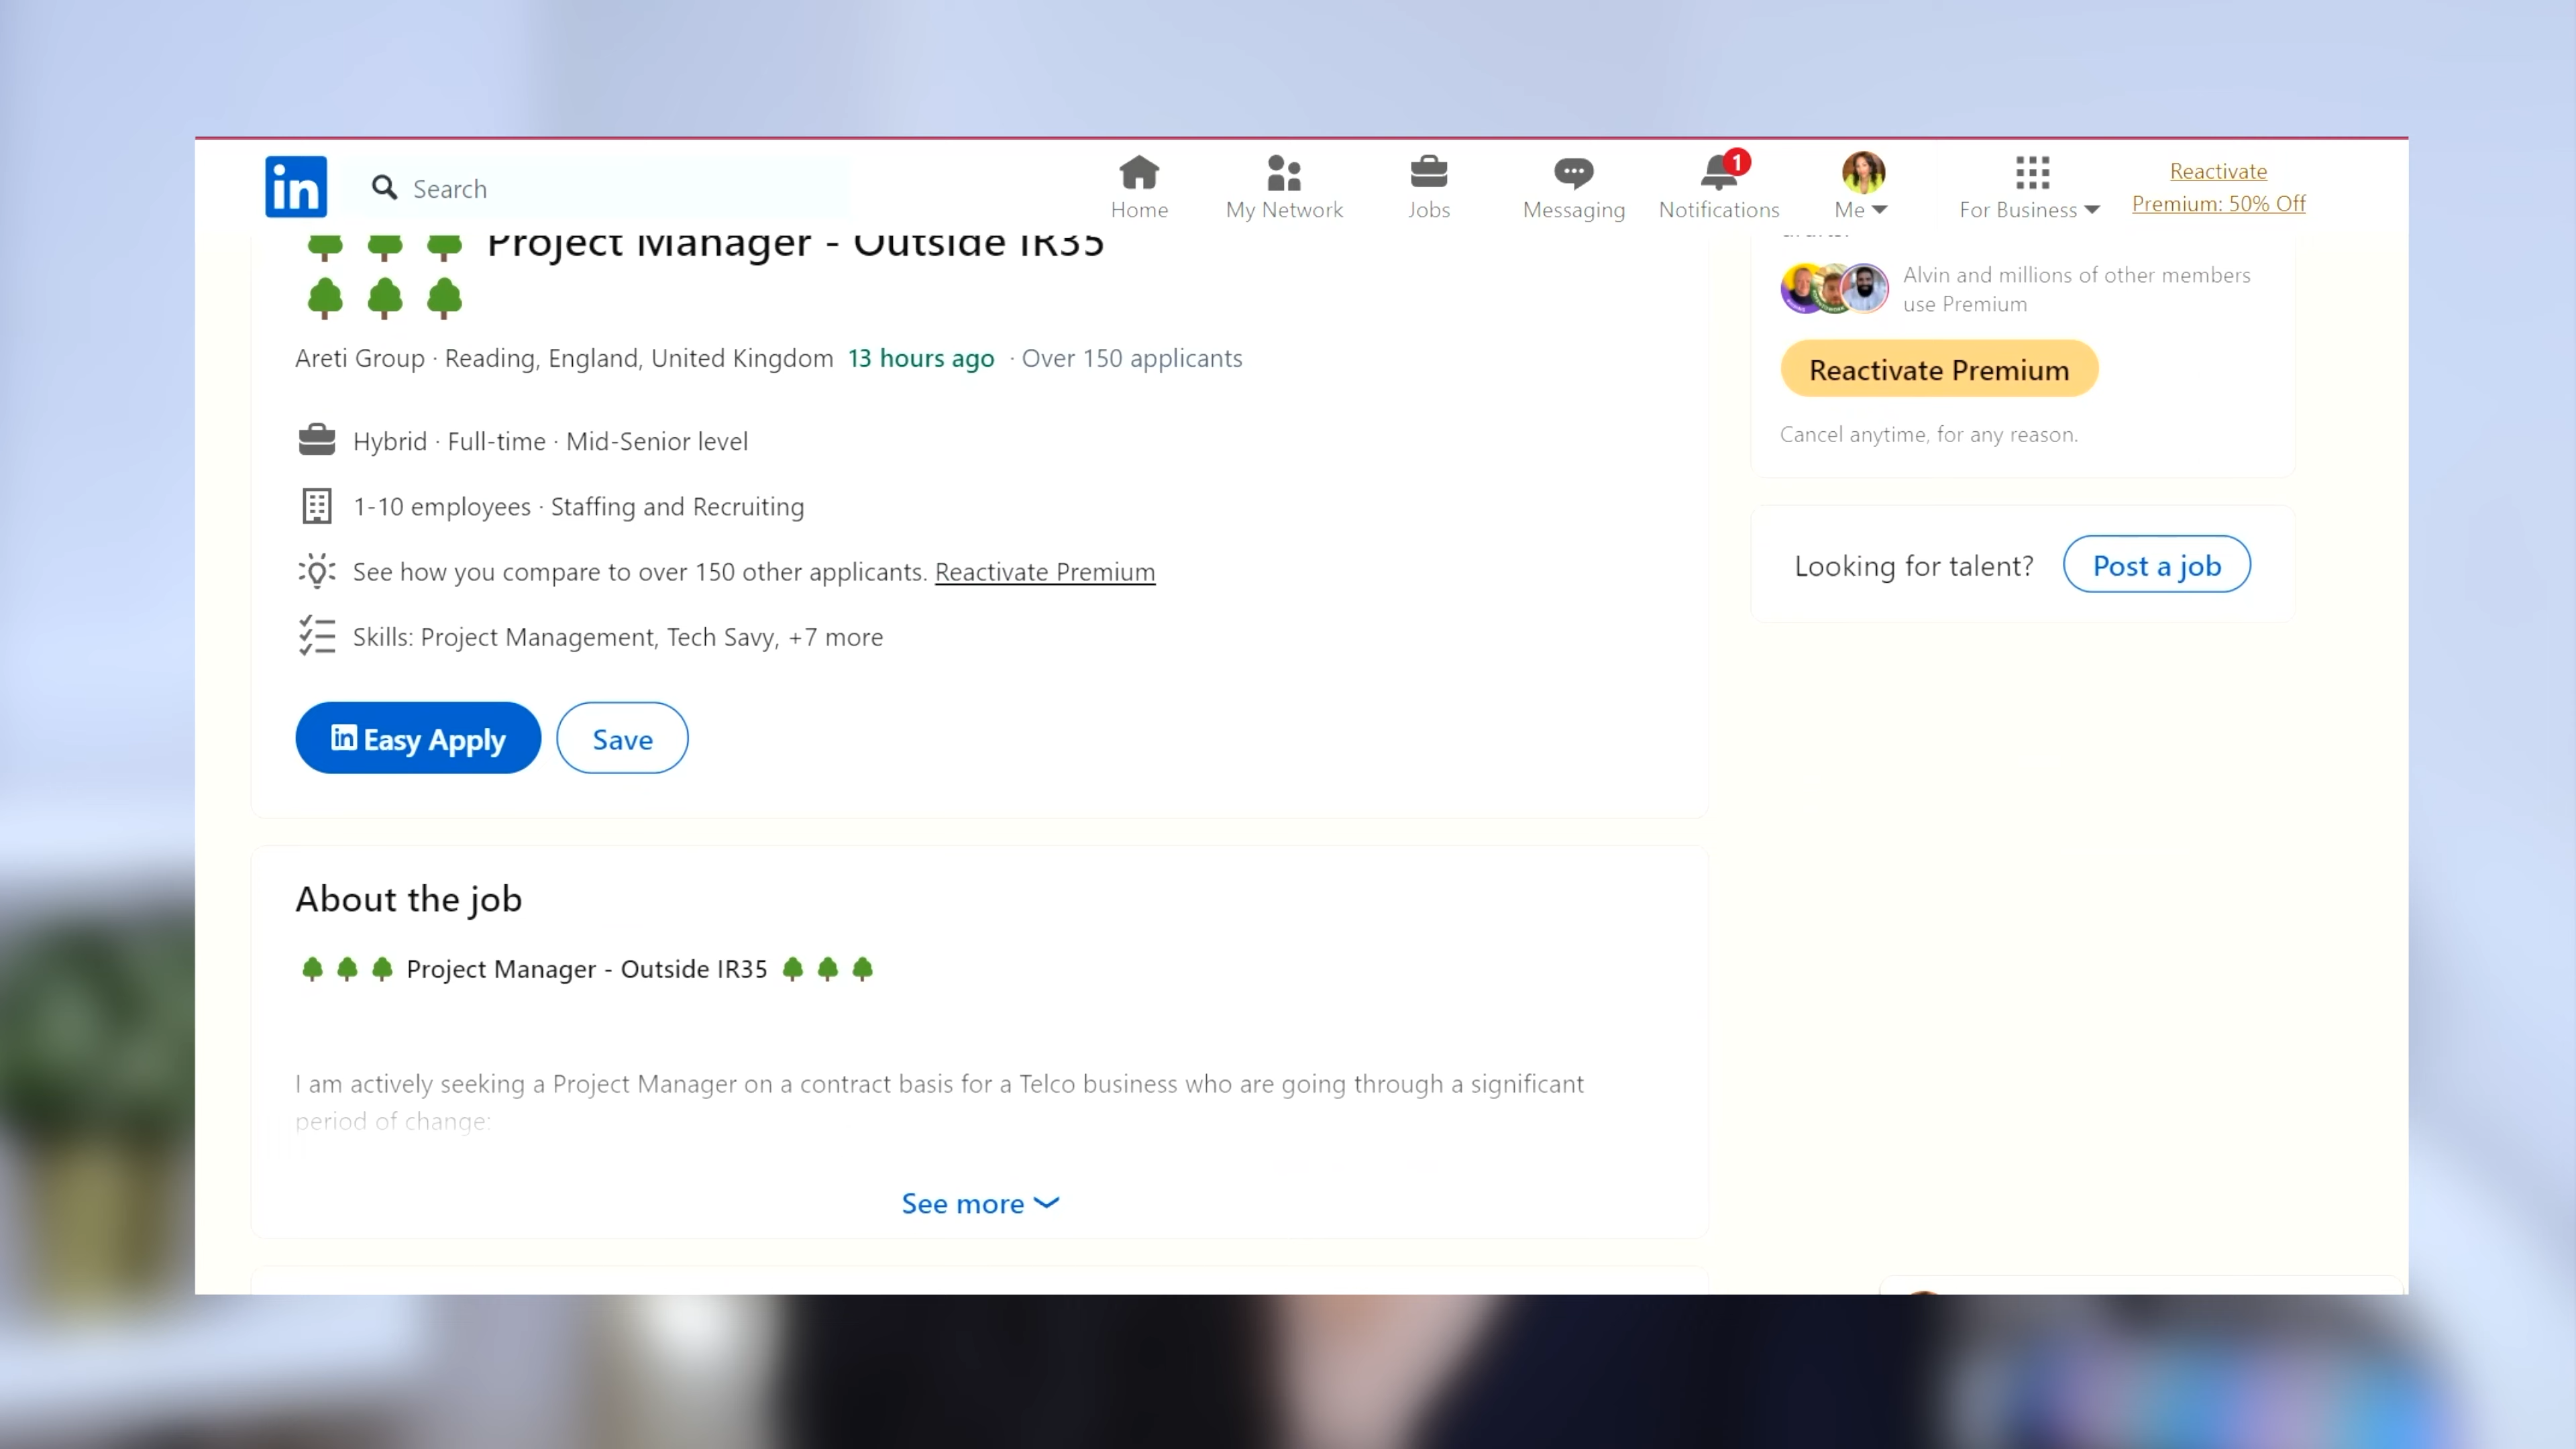 in
Search
Home
My Network
Jobs
Messaging
1
Notifications
Me
For Business
Reactivate
Premium: 50% Off
Project Manager - Outside IR35
Areti Group · Reading, England, United Kingdom 13 hours ago · Over 150 applicants
Hybrid · Full-time · Mid-Senior level
1-10 employees · Staffing and Recruiting
See how you compare to over 150 other applicants. Reactivate Premium
Skills: Project Management, Tech Savy, +7 more
in Easy Apply
Save
Alvin and millions of other members
use Premium
Reactivate Premium
Cancel anytime, for any reason.
Looking for talent?
Post a job
About the job
Project Manager - Outside IR35
I am actively seeking a Project Manager on a contract basis for a Telco business who are going through a significant
period of change:
See more